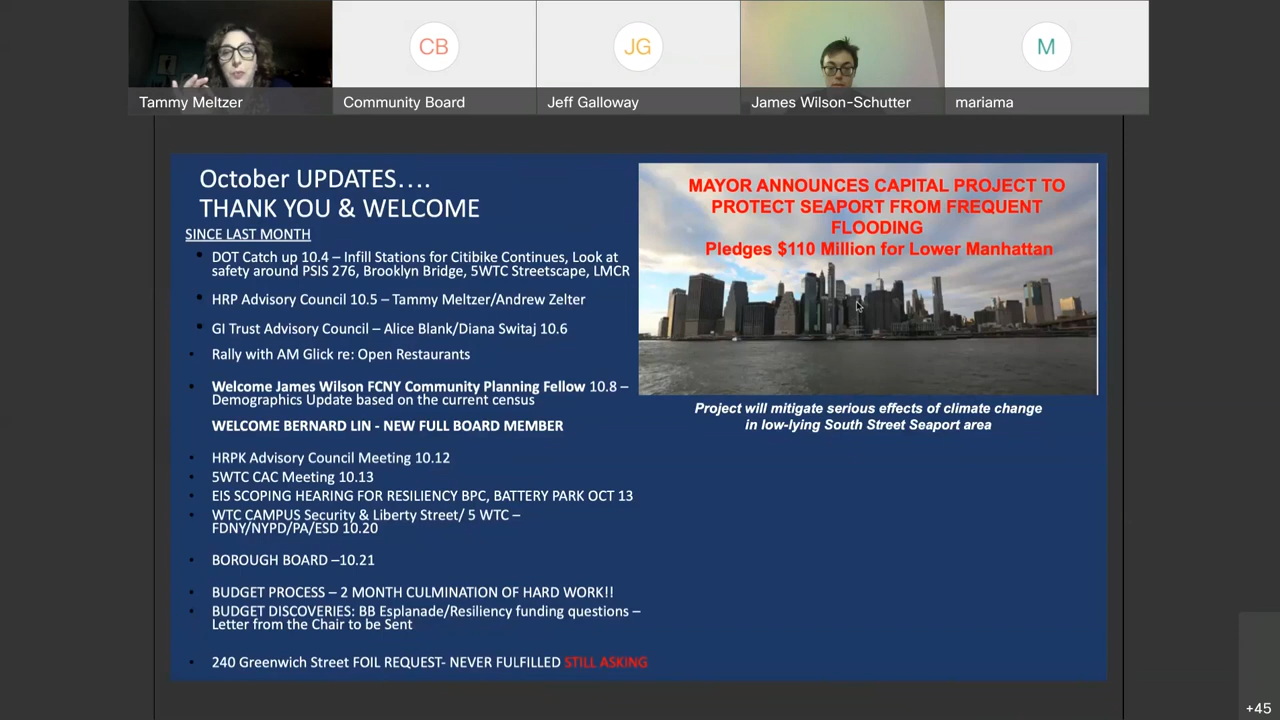 CB
JG
M
Tammy Meltzer
Community Board
Jeff Galloway
James Wilson-Schutter
mariama
October UPDATES....
THANK YOU & WELCOME
SINCE LAST MONTH
DOT Catch up 10.4 – Infill Stations for Citibike Continues, Look at
safety around PSIS 276, Brooklyn Bridge, 5WTC Streetscape, LMCR
HRP Advisory Council 10.5 – Tammy Meltzer/Andrew Zelter
GI Trust Advisory Council – Alice Blank/Diana Switaj 10.6
Rally with AM Glick re: Open Restaurants
Welcome James Wilson FCNY Community Planning Fellow 10.8 –
Demographics Update based on the current census
WELCOME BERNARD LIN - NEW FULL BOARD MEMBER
HRPK Advisory Council Meeting 10.12
5WTC CAC Meeting 10.13
EIS SCOPING HEARING FOR RESILIENCY BPC, BATTERY PARK OCT 13
WTC CAMPUS Security & Liberty Street/ 5 WTC –
FDNY/NYPD/PA/ESD 10.20
BOROUGH BOARD –10.21
BUDGET PROCESS – 2 MONTH CULMINATION OF HARD WORK!!
BUDGET DISCOVERIES: BB Esplanade/Resiliency funding questions –
Letter from the Chair to be Sent
240 Greenwich Street FOIL REQUEST- NEVER FULFILLED STILL ASKING
MAYOR ANNOUNCES CAPITAL PROJECT TO
PROTECT SEAPORT FROM FREQUENT
FLOODING
Pledges $110 Million for Lower Manhattan
Project will mitigate serious effects of climate change
in low-lying South Street Seaport area
+45